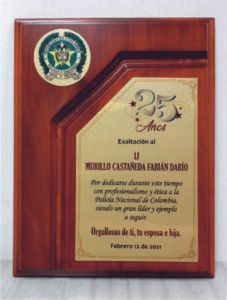 25
Años
Exaltación al
IJ
MURILLO CASTAÑEDA FABIÁN DARÍO
Por dedicarse durante este tiempo
con profesionalismo y ética a la
Policía Nacional de Colombia,
siendo un gran líder y ejemplo
a seguir.
Orgullosas de ti, tu esposa e hija.
Febrero 12 de 2021